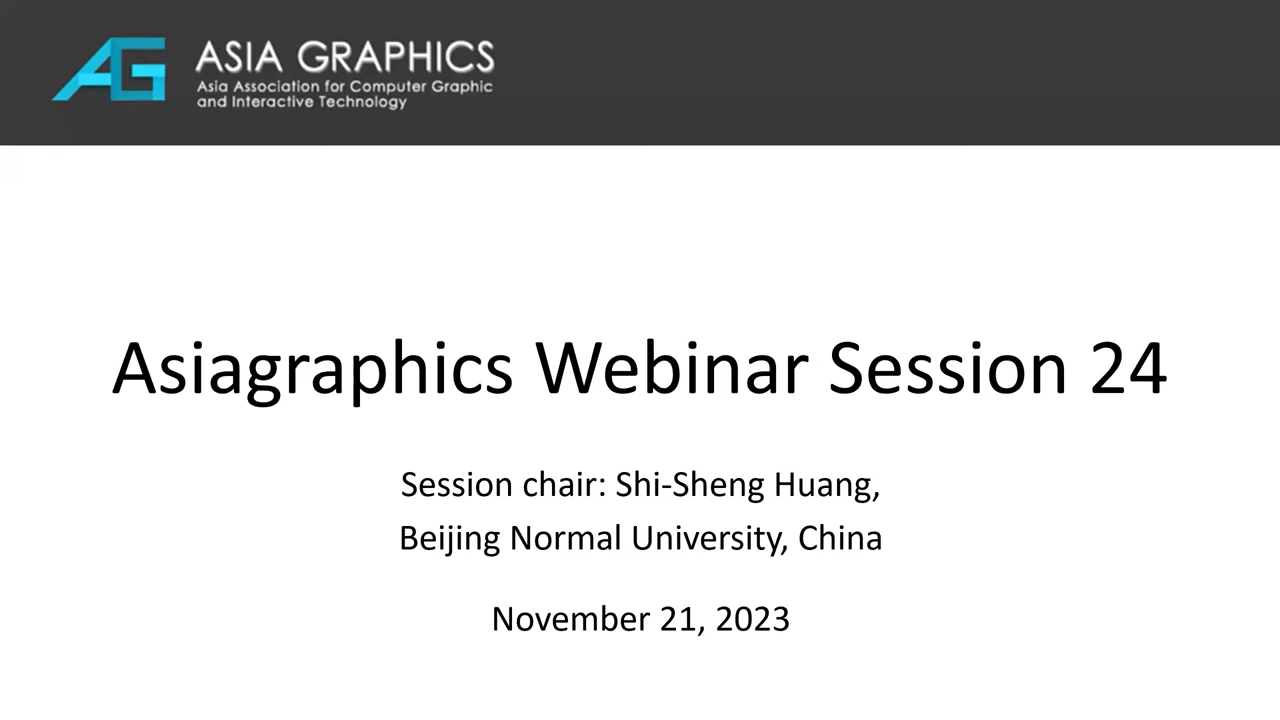 AG
ASIA GRAPHICS
Asia Association for Computer Graphic
and Interactive Technology
Asiagraphics Webinar Session 24
Session chair: Shi-Sheng Huang,
Beijing Normal University, China
November 21, 2023